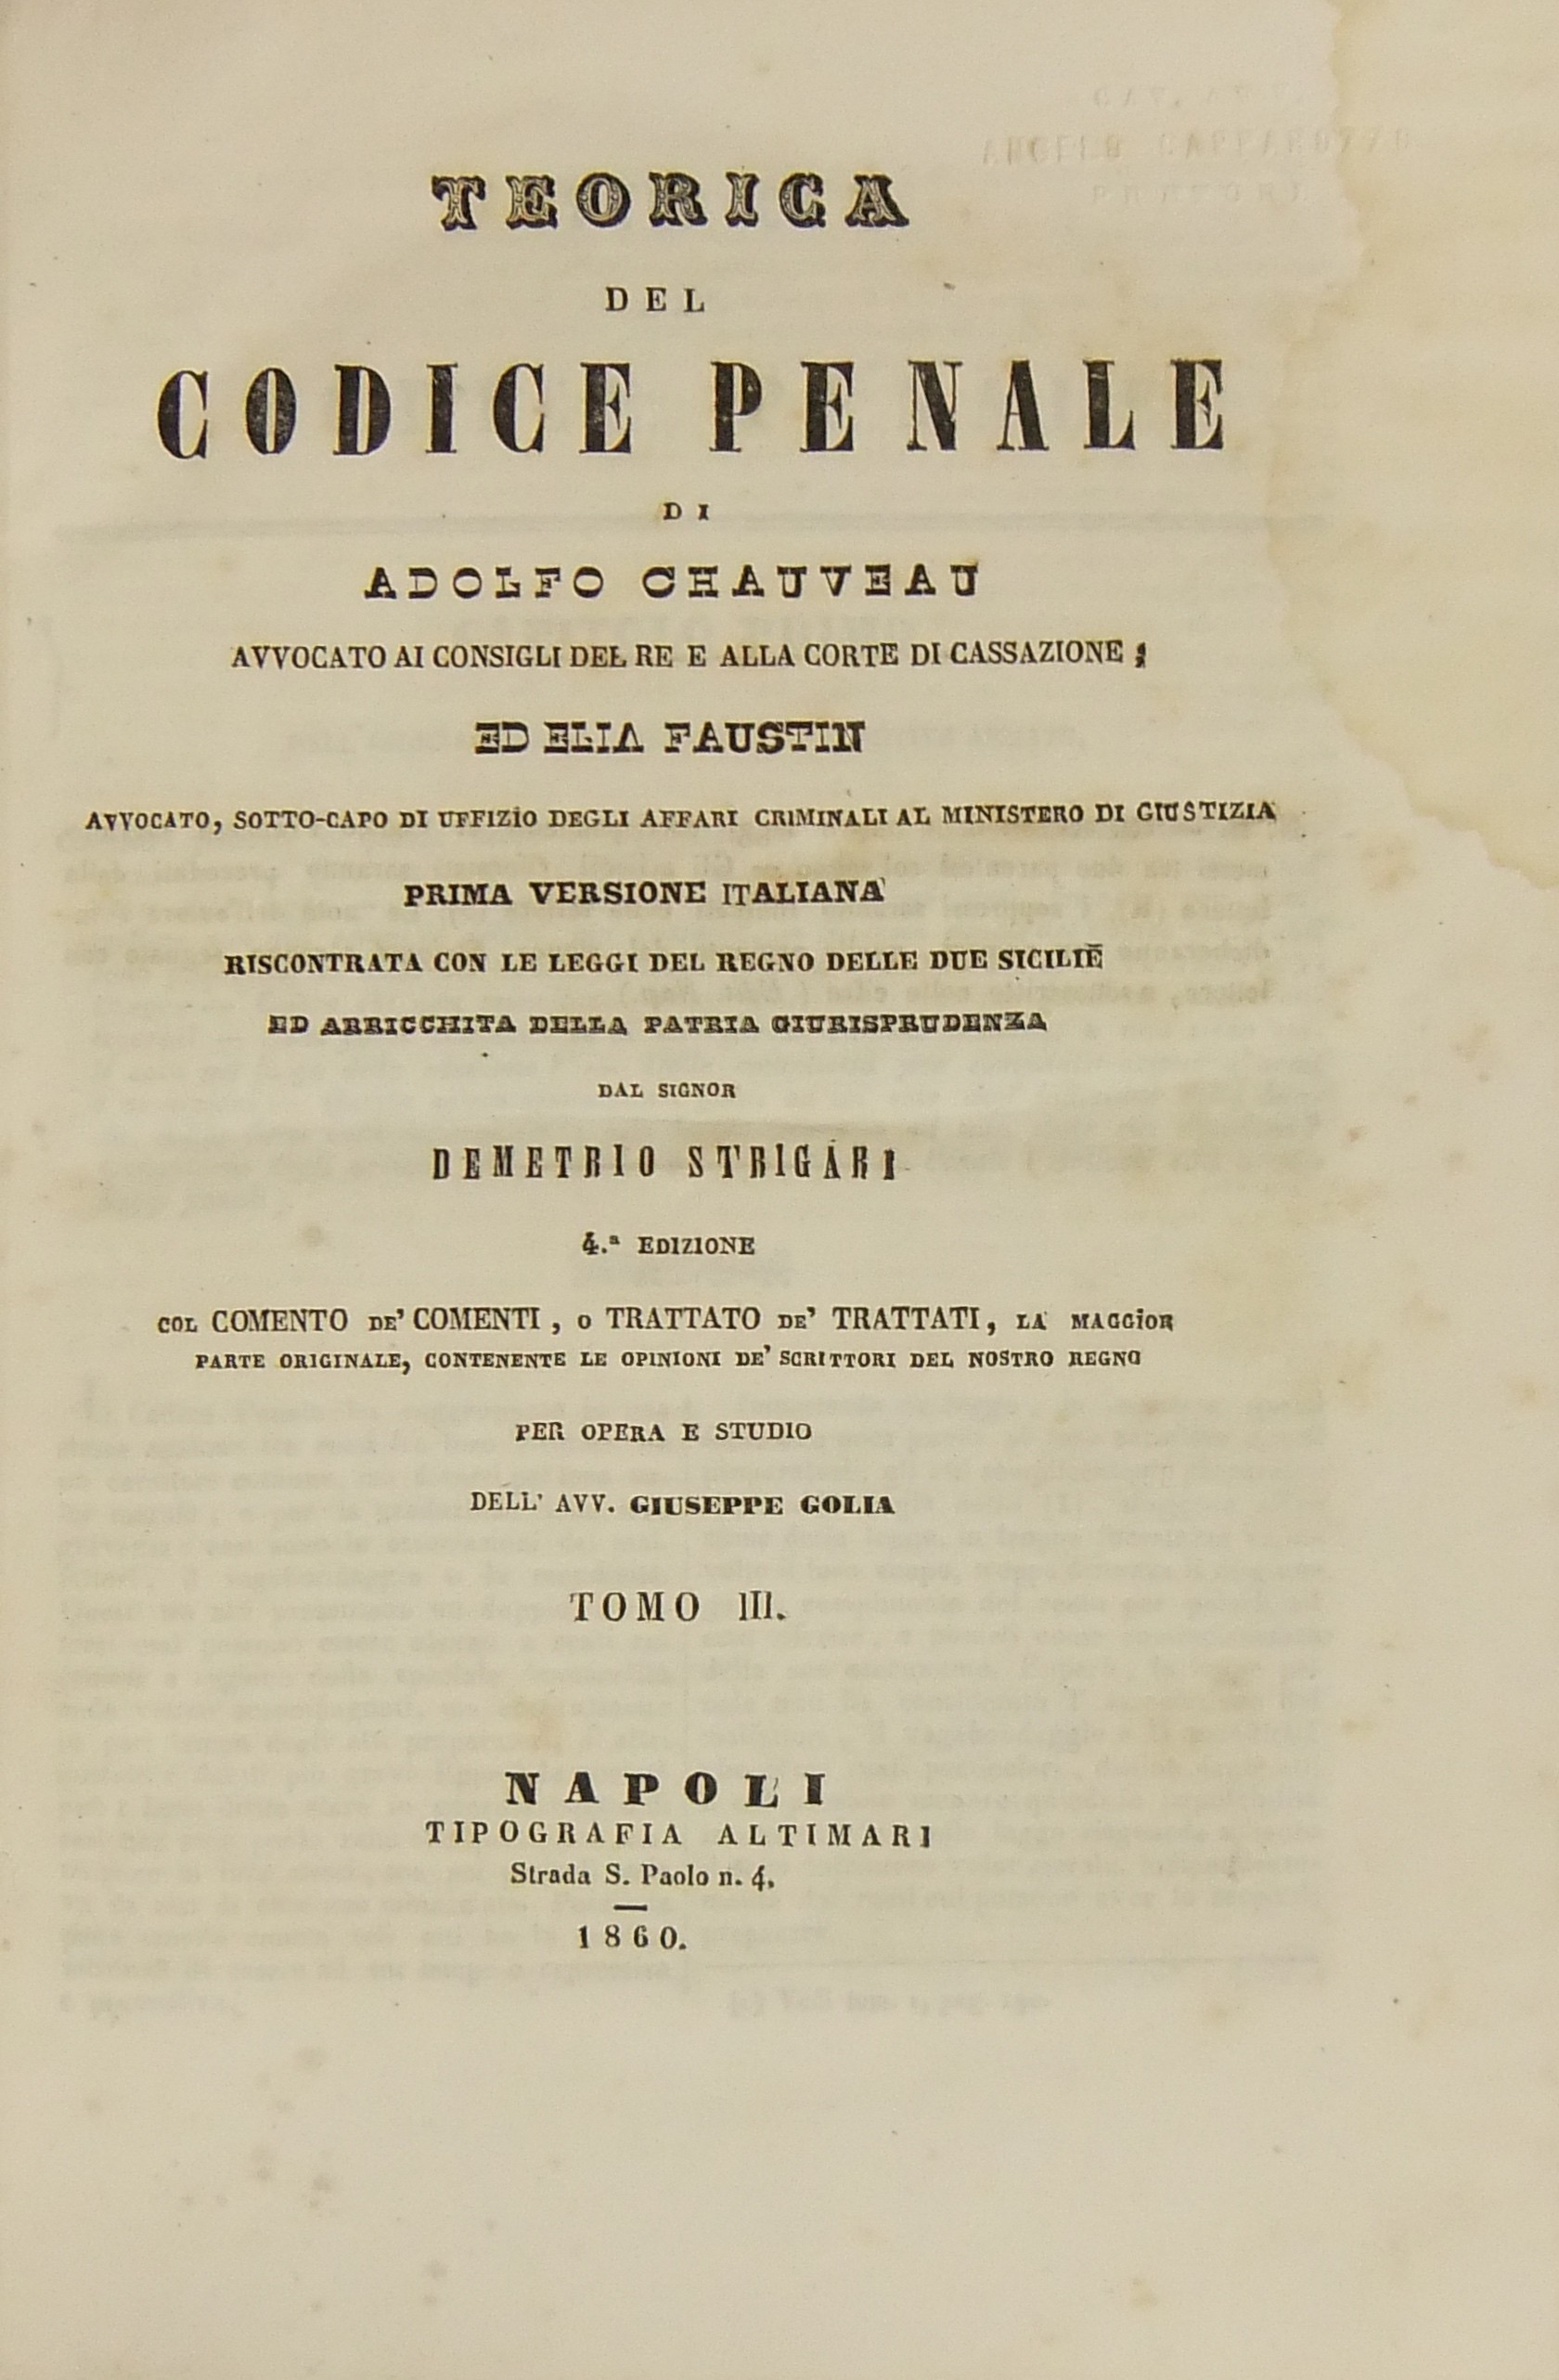 TEORICA
DEL
CODICE PENALE
DI
ADOLFO CHAUVEAU
AVVOCATO AI CONSIGLI DEL RE E ALLA CORTE DI CASSAZIONE;
ED ELIA FAUSTIN
AVVOCATO, SOTTO-CAPO DI UFFIZIO DEGLI AFFARI CRIMINALI AL MINISTERO DI GIUSTIZIA
PRIMA VERSIONE ITALIANA
RISCONTRATA CON LE LEGGI DEL REGNO DELLE DUE SICILIE
ED ARRICCHITA DELLA PATRIA GIURISPRUDENZA
DAL SIGNOR
DEMETRIO STRIGARI
4.ª EDIZIONE
COL COMENTO DE' COMENTI, O TRATTATO DE' TRATTATI, LA MAGGIOR
PARTE ORIGINALE, CONTENENTE LE OPINIONI DE' SCRITTORI DEL NOSTRO REGNO
PER OPERA E STUDIO
DELL' AVV. GIUSEPPE GOLIA
TOMO III.
NAPOLI
TIPOGRAFIA ALTIMARI
Strada S. Paolo n. 4.
1860.